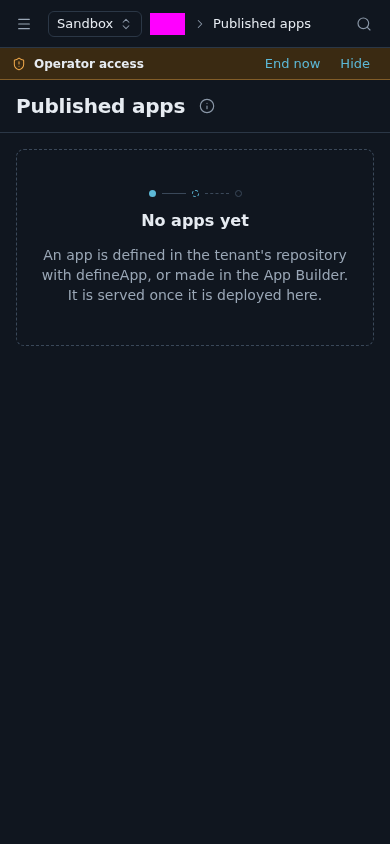 Sandbox
Published apps
Operator access
End now
Hide
Published apps
No apps yet
An app is defined in the tenant's repository
with defineApp, or made in the App Builder.
It is served once it is deployed here.